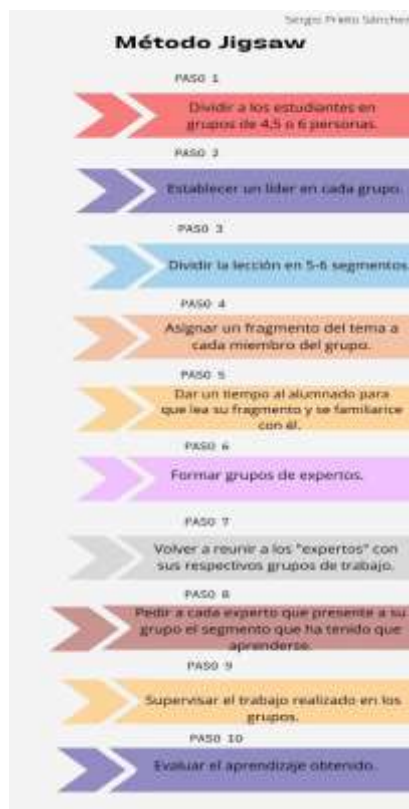 Sergio Prieto Sánchez
Método Jigsaw
PASO 1
Dividir a los estudiantes en
grupos de 4,5 o 6 personas.
PASO 2
Establecer un líder en cada grupo.
PASO 3
Dividir la lección en 5-6 segmentos
PASO 4
Asignar un fragmento del tema a
cada miembro del grupo.
PASO 5
Dar un tiempo al alumnado para
que lea su fragmento y se familiarice
con él.
PASO 6
Formar grupos de expertos.
PASO 7
Volver a reunir a los "expertos" con
sus respectivos grupos de trabajo.
PASO 8
Pedir a cada experto que presente a su
grupo el segmento que ha tenido que
aprenderse.
PASO 9
Supervisar el trabajo realizado en los
grupos.
PASO 10
Evaluar el aprendizaje obtenido.